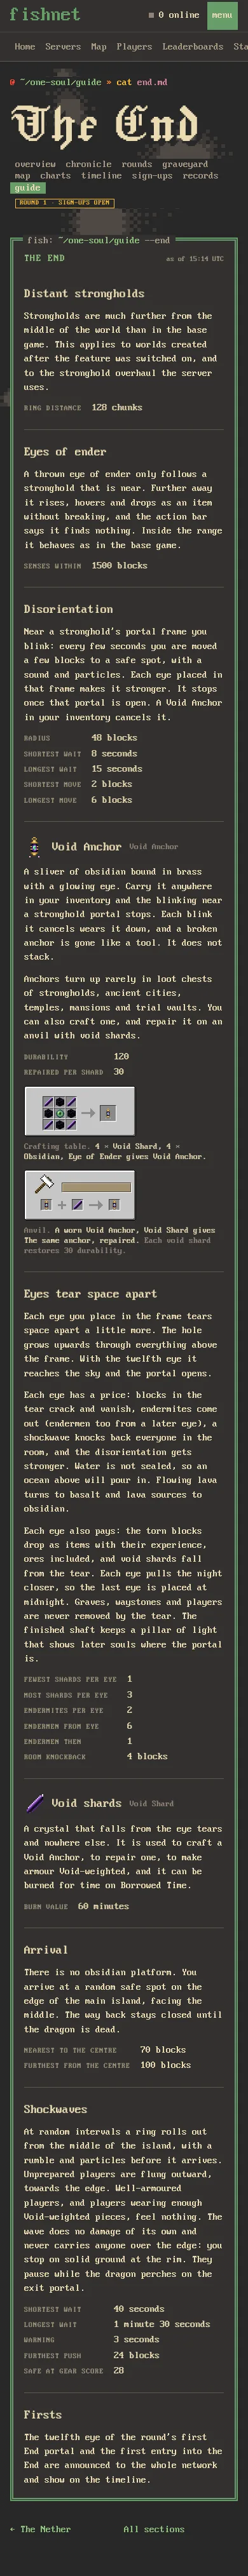 fishnet
0 online
menu
Home Servers Map Players Leaderboards Sta
@ ~/one-soul/guide » cat end.md
The End
overview chronicle rounds graveyard
map charts timeline sign-ups records
guide
ROUND 1 · SIGN-UPS OPEN
fish: ~/one-soul/guide --end
THE END
as of 15:14 UTC
Distant strongholds
Strongholds are much further from the
middle of the world than in the base
game. This applies to worlds created
after the feature was switched on, and
to the stronghold overhaul the server
uses.
RING DISTANCE 128 chunks
Eyes of ender
A thrown eye of ender only follows a
stronghold that is near. Further away
it rises, hovers and drops as an item
without breaking, and the action bar
says it finds nothing. Inside the range
it behaves as in the base game.
SENSES WITHIN 1500 blocks
Disorientation
Near a stronghold's portal frame you
blink: every few seconds you are moved
a few blocks to a safe spot, with a
sound and particles. Each eye placed in
that frame makes it stronger. It stops
once that portal is open. A Void Anchor
in your inventory cancels it.
RADIUS 48 blocks
SHORTEST WAIT 8 seconds
LONGEST WAIT 15 seconds
SHORTEST MOVE 2 blocks
LONGEST MOVE 6 blocks
Void Anchor Void Anchor
A sliver of obsidian bound in brass
with a glowing eye. Carry it anywhere
in your inventory and the blinking near
a stronghold portal stops. Each blink
it cancels wears it down, and a broken
anchor is gone like a tool. It does not
stack.
Anchors turn up rarely in loot chests
of strongholds, ancient cities,
temples, mansions and trial vaults. You
can also craft one, and repair it on an
anvil with void shards.
DURABILITY 120
REPAIRED PER SHARD 30
Crafting table. 4 × Void Shard, 4 ×
Obsidian, Eye of Ender gives Void Anchor.
Anvil. A worn Void Anchor, Void Shard gives
The same anchor, repaired. Each void shard
restores 30 durability.
Eyes tear space apart
Each eye you place in the frame tears
space apart a little more. The hole
grows upwards through everything above
the frame. With the twelfth eye it
reaches the sky and the portal opens.
Each eye has a price: blocks in the
tear crack and vanish, endermites come
out (endermen too from a later eye), a
shockwave knocks back everyone in the
room, and the disorientation gets
stronger. Water is not sealed, so an
ocean above will pour in. Flowing lava
turns to basalt and lava sources to
obsidian.
Each eye also pays: the torn blocks
drop as items with their experience,
ores included, and void shards fall
from the tear. Each eye pulls the night
closer, so the last eye is placed at
midnight. Graves, waystones and players
are never removed by the tear. The
finished shaft keeps a pillar of light
that shows later souls where the portal
is.
FEWEST SHARDS PER EYE 1
MOST SHARDS PER EYE 3
ENDERMITES PER EYE 2
ENDERMEN FROM EYE 6
ENDERMEN THEN 1
ROOM KNOCKBACK 4 blocks
Void shards Void Shard
A crystal that falls from the eye tears
and nowhere else. It is used to craft a
Void Anchor, to repair one, to make
armour Void-weighted, and it can be
burned for time on Borrowed Time.
BURN VALUE 60 minutes
Arrival
There is no obsidian platform. You
arrive at a random safe spot on the
edge of the main island, facing the
middle. The way back stays closed until
the dragon is dead.
NEAREST TO THE CENTRE 70 blocks
FURTHEST FROM THE CENTRE 100 blocks
Shockwaves
At random intervals a ring rolls out
from the middle of the island, with a
rumble and particles before it arrives.
Unprepared players are flung outward,
towards the edge. Well-armoured
players, and players wearing enough
Void-weighted pieces, feel nothing. The
wave does no damage of its own and
never carries anyone over the edge: you
stop on solid ground at the rim. They
pause while the dragon perches on the
exit portal.
SHORTEST WAIT 40 seconds
LONGEST WAIT 1 minute 30 seconds
WARNING 3 seconds
FURTHEST PUSH 24 blocks
SAFE AT GEAR SCORE 28
Firsts
The twelfth eye of the round's first
End portal and the first entry into the
End are announced to the whole network
and show on the timeline.
← The Nether
All sections